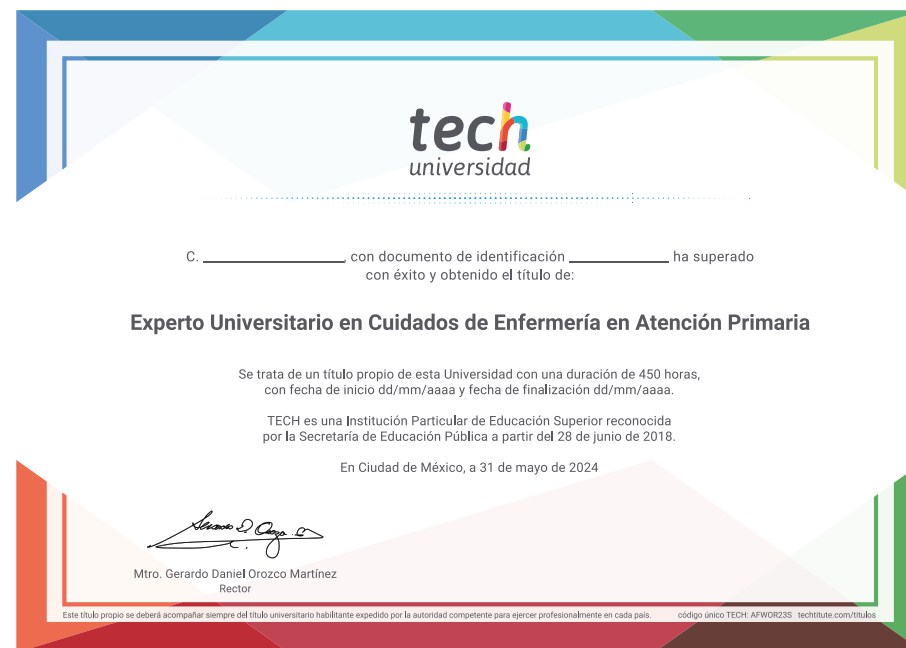 tech
universidad
C. ____________________, con documento de identificación ______________ ha superado
con éxito y obtenido el título de:
Experto Universitario en Cuidados de Enfermería en Atención Primaria
Se trata de un título propio de esta Universidad con una duración de 450 horas,
con fecha de inicio dd/mm/aaaa y fecha de finalización dd/mm/aaaa.
TECH es una Institución Particular de Educación Superior reconocida
por la Secretaría de Educación Pública a partir del 28 de junio de 2018.
En Ciudad de México, a 31 de mayo de 2024
Mtro. Gerardo Daniel Orozco Martínez
Rector
Este título propio se deberá acompañar siempre del título universitario habilitante expedido por la autoridad competente para ejercer profesionalmente en cada país. código único TECH: AFWOR23S techtitute.com/titulos